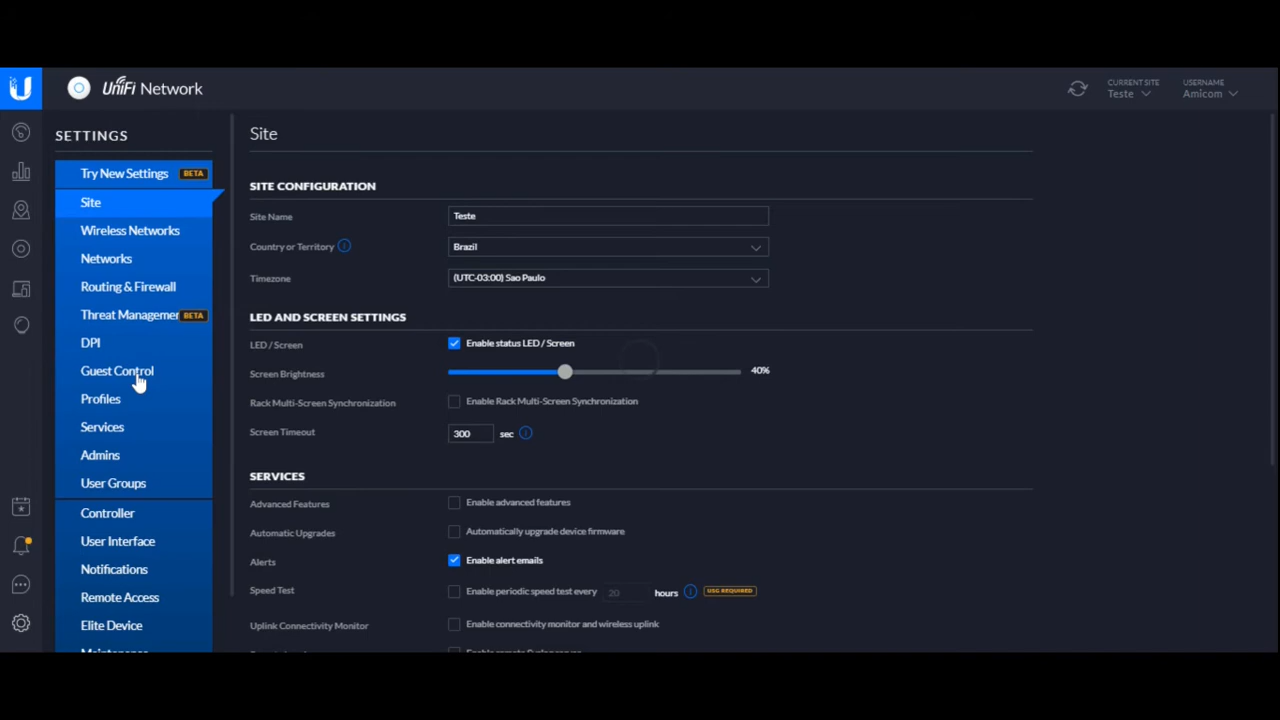 UniFi Network
CURRENT SITE
Teste
USERNAME
Amicom
SETTINGS
Try New Settings BETA
Site
Wireless Networks
Networks
Routing & Firewall
Threat Managemen BETA
DPI
Guest Control
Profiles
Services
Admins
User Groups
Controller
User Interface
Notifications
Remote Access
Elite Device
Site
SITE CONFIGURATION
Site Name Teste
Country or Territory Brazil
Timezone (UTC-03:00) Sao Paulo
LED AND SCREEN SETTINGS
LED / Screen Enable status LED / Screen
Screen Brightness 40%
Rack Multi-Screen Synchronization Enable Rack Multi-Screen Synchronization
Screen Timeout 300 sec
SERVICES
Advanced Features Enable advanced features
Automatic Upgrades Automatically upgrade device firmware
Alerts Enable alert emails
Speed Test Enable periodic speed test every 20 hours USG REQUIRED
Uplink Connectivity Monitor Enable connectivity monitor and wireless uplink